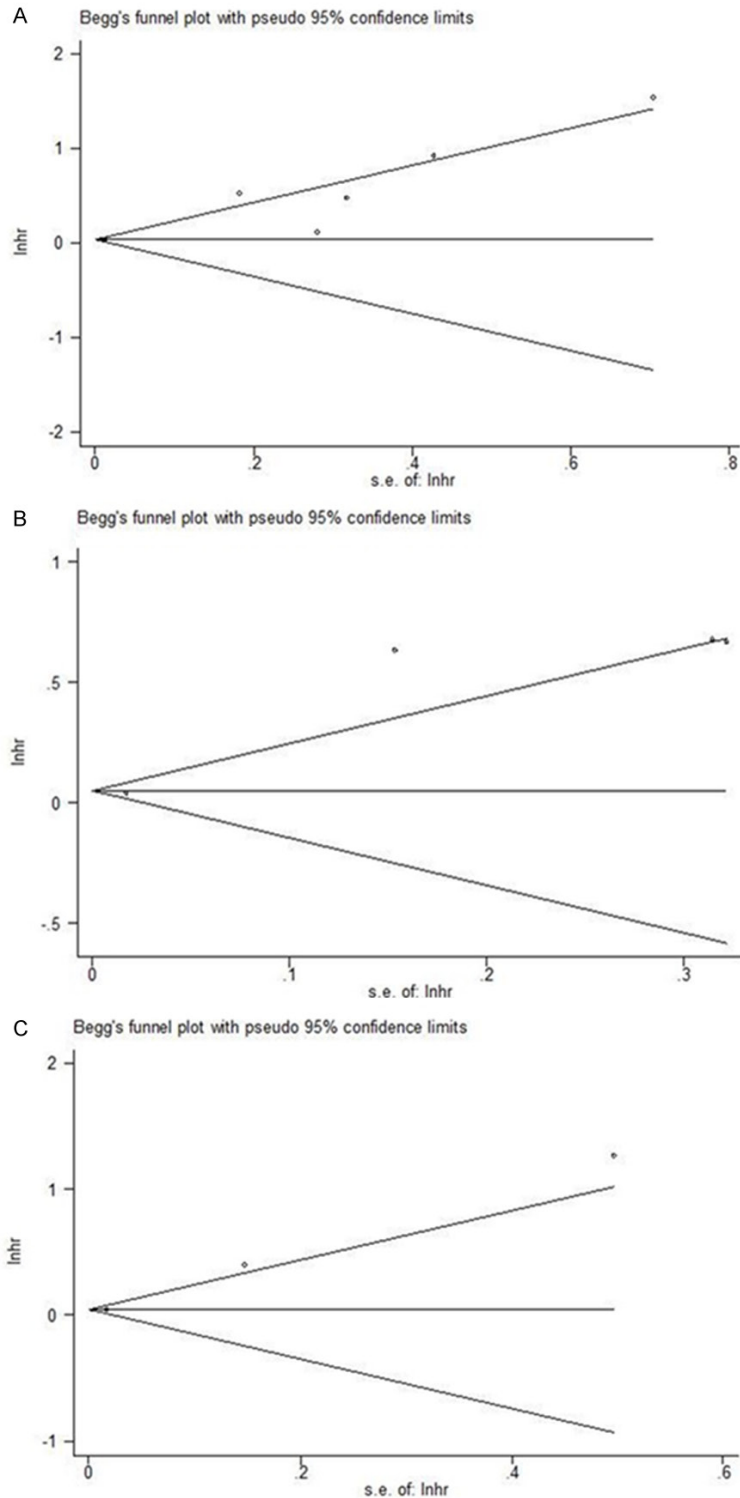 A
Begg's funnel plot with pseudo 95% confidence limits
2
1
0
-1
-2
lnhr
0 .2 .4 .6 .8
s.e. of: lnhr
B
Begg's funnel plot with pseudo 95% confidence limits
1
.5
0
-.5
lnhr
0 .1 .2 .3
s.e. of: lnhr
C
Begg's funnel plot with pseudo 95% confidence limits
2
1
0
-1
lnhr
0 .2 .4 .6
s.e. of: lnhr